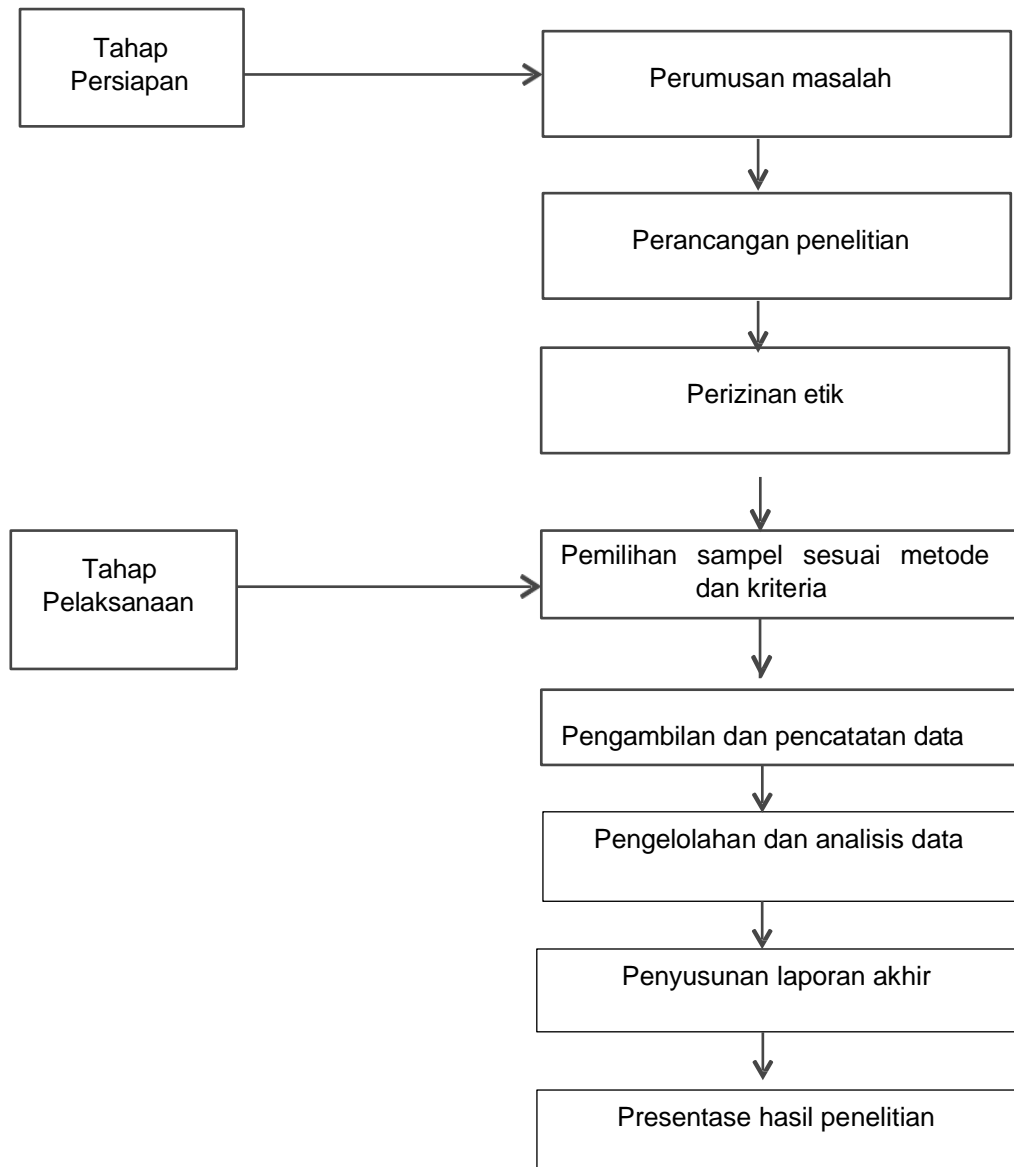 Tahap
Persiapan
Perumusan masalah
Perancangan penelitian
Perizinan etik
Tahap
Pelaksanaan
Pemilihan sampel sesuai metode
dan kriteria
Pengambilan dan pencatatan data
Pengelolahan dan analisis data
Penyusunan laporan akhir
Presentase hasil penelitian